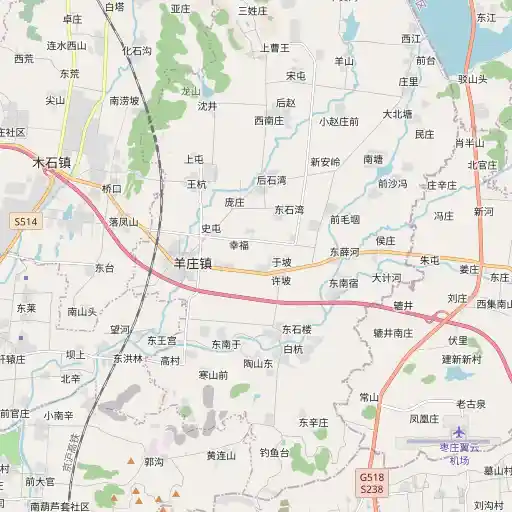 白塔
亚庄
三姓庄
东江
卓庄
连水西山
化石沟
上曹王
西江
西荒
羊山
前台
东荒
宋屯
庄里
驳山头
龙山
尖山
南涝坡
沈井
后赵
西南庄
小赵庄前
大北塘
民庄
庄社区
肖半山
木石镇
上屯
新安岭
南塘
北官庄
桥口
王杭
后石湾
前沙冯
庄辛庄
庞庄
东石湾
S514
落凤山
史屯
前毛堌
冯庄
新河
幸福
侯庄
羊庄镇
于坡
东薛河
朱屯
东台
许坡
大计河
姜庄
东庄
东南宿
东莱
南山头
辘井
刘庄
西集南山
望河
东石楼
辘井南庄
轩辕庄
坝上
东王宫
东南于
白杭
伏里
东洪林
高村
陶山东
建新新村
北辛
寒山前
常山
前官庄
小南辛
老古泉
东辛庄
凤凰庄
京沪高铁
黄连山
钓鱼台
枣庄翼云
机场
郭沟
村
墓山村
前大官
G518
S238
南葫芦套社区
刘沟村